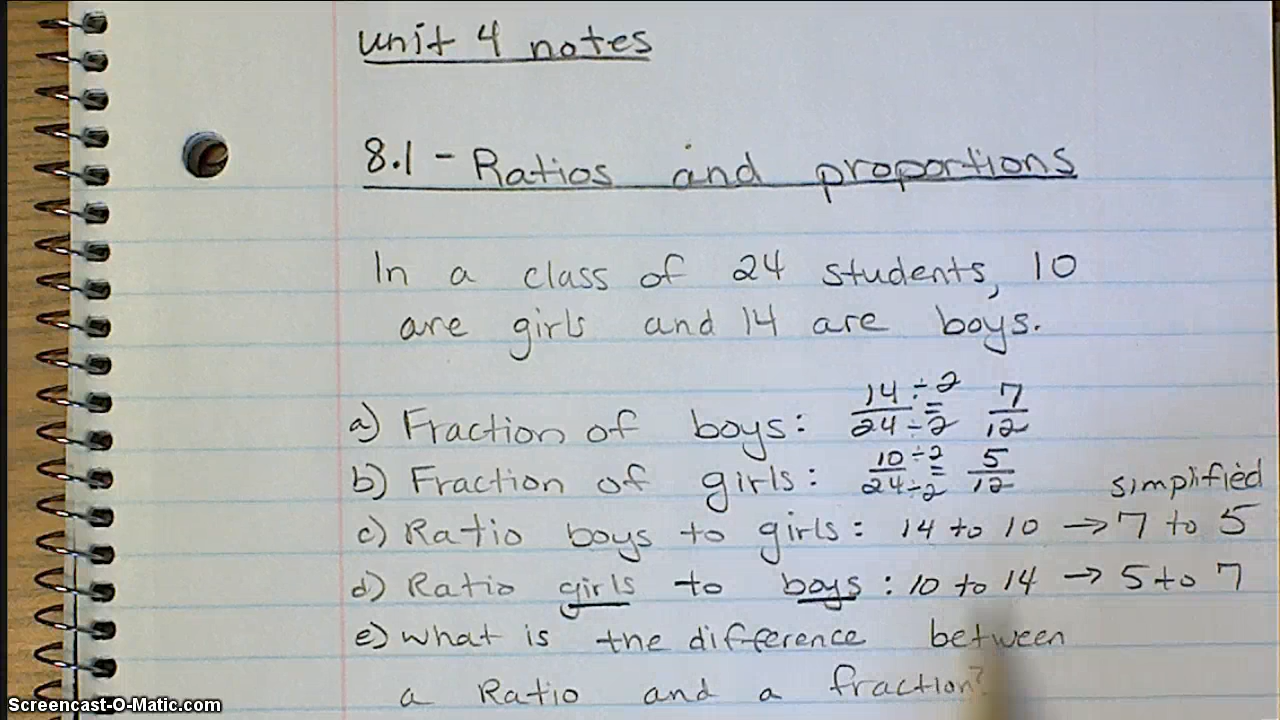 unit 4 notes
8.1 - Ratios and proportions
In a class of 24 students, 10
are girls and 14 are boys.
a) Fraction of boys: 14 ÷ 2 / 24 ÷ 2 = 7/12
b) Fraction of girls: 10 ÷ 2 / 24 ÷ 2 = 5/12
simplified
c) Ratio boys to girls: 14 to 10 → 7 to 5
d) Ratio girls to boys: 10 to 14 → 5 to 7
e) what is the difference between
a Ratio and a fraction?
Screencast-O-Matic.com